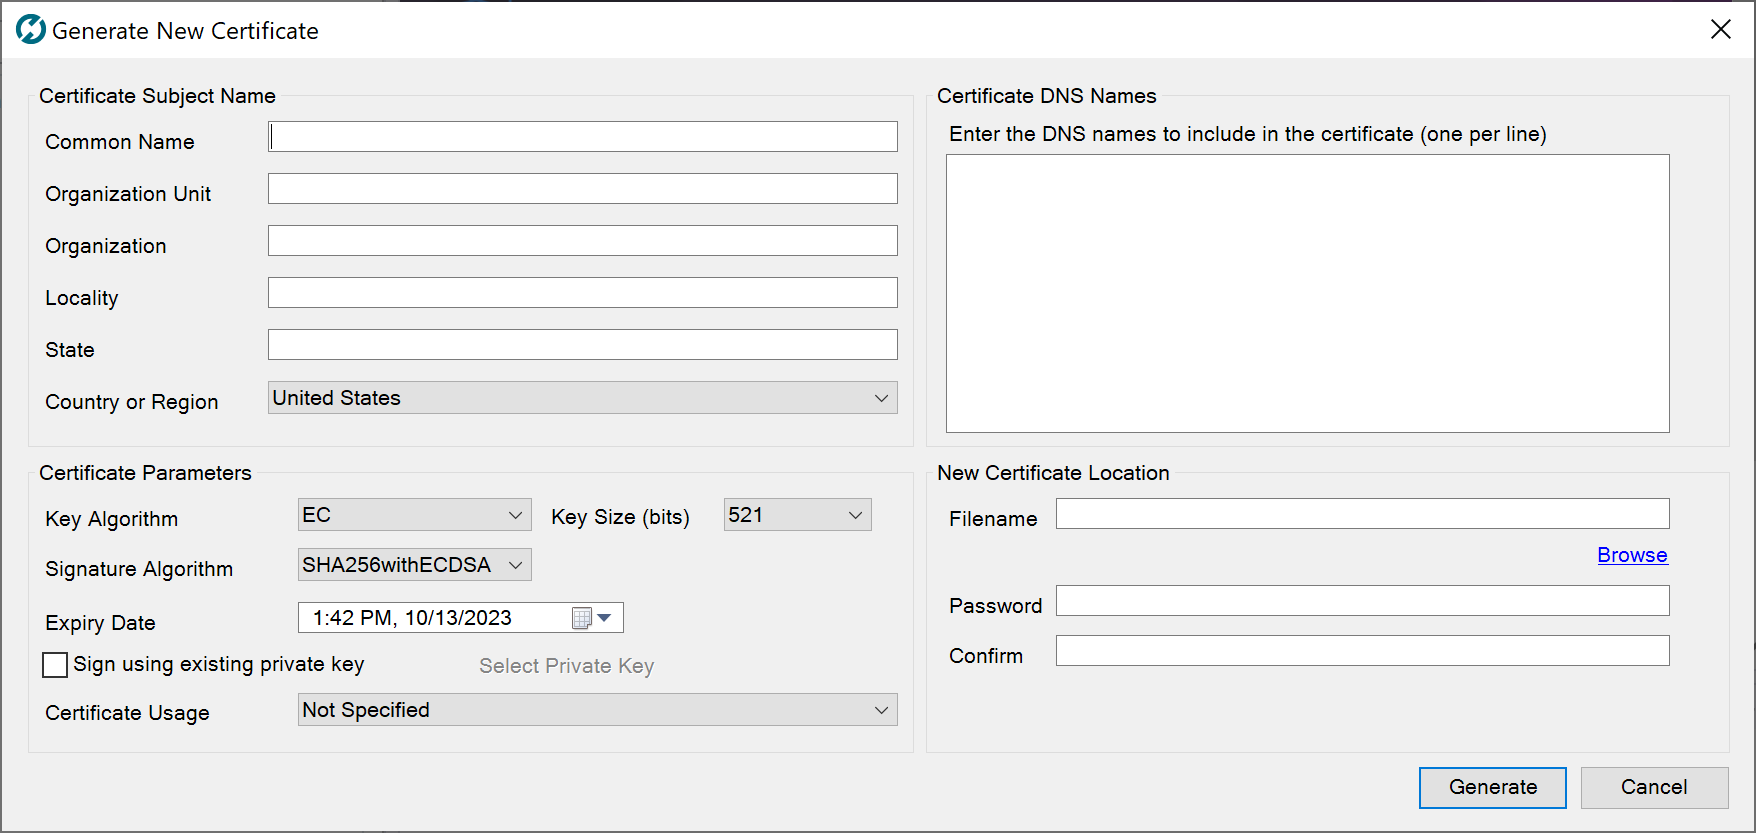 Generate New Certificate
Certificate Subject Name
Common Name
Organization Unit
Organization
Locality
State
Country or Region United States
Certificate DNS Names
Enter the DNS names to include in the certificate (one per line)
Certificate Parameters
Key Algorithm EC Key Size (bits) 521
Signature Algorithm SHA256withECDSA
Expiry Date 1:42 PM, 10/13/2023
Sign using existing private key Select Private Key
Certificate Usage Not Specified
New Certificate Location
Filename
Browse
Password
Confirm
Generate Cancel